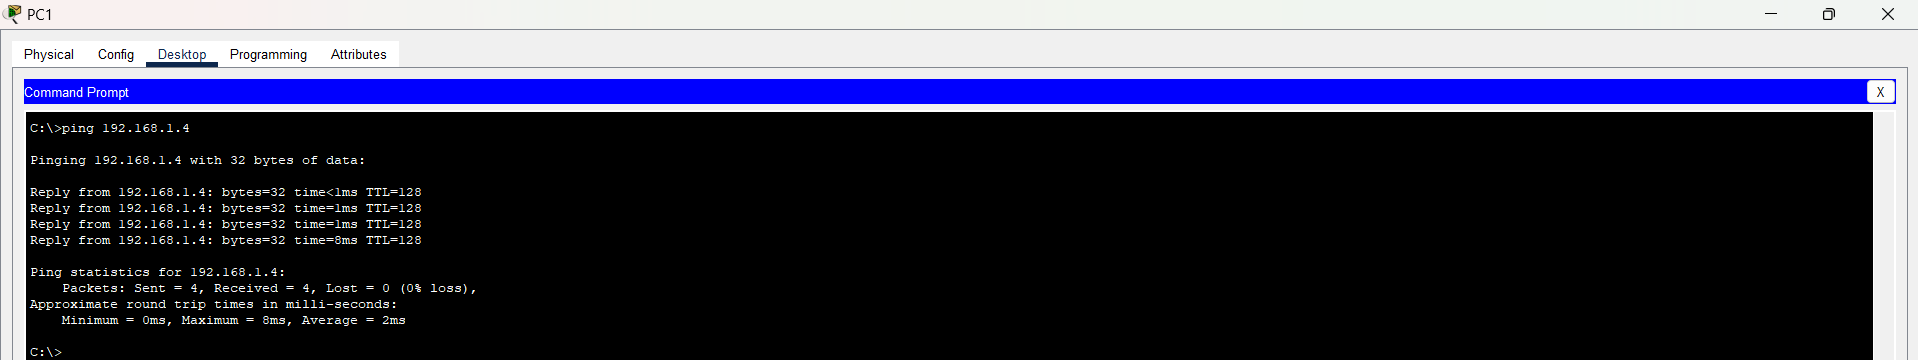 PC1
Physical Config Desktop Programming Attributes
Command Prompt X
C:\>ping 192.168.1.4
Pinging 192.168.1.4 with 32 bytes of data:
Reply from 192.168.1.4: bytes=32 time<1ms TTL=128
Reply from 192.168.1.4: bytes=32 time=1ms TTL=128
Reply from 192.168.1.4: bytes=32 time=1ms TTL=128
Reply from 192.168.1.4: bytes=32 time=8ms TTL=128
Ping statistics for 192.168.1.4:
Packets: Sent = 4, Received = 4, Lost = 0 (0% loss),
Approximate round trip times in milli-seconds:
Minimum = 0ms, Maximum = 8ms, Average = 2ms
C:\>